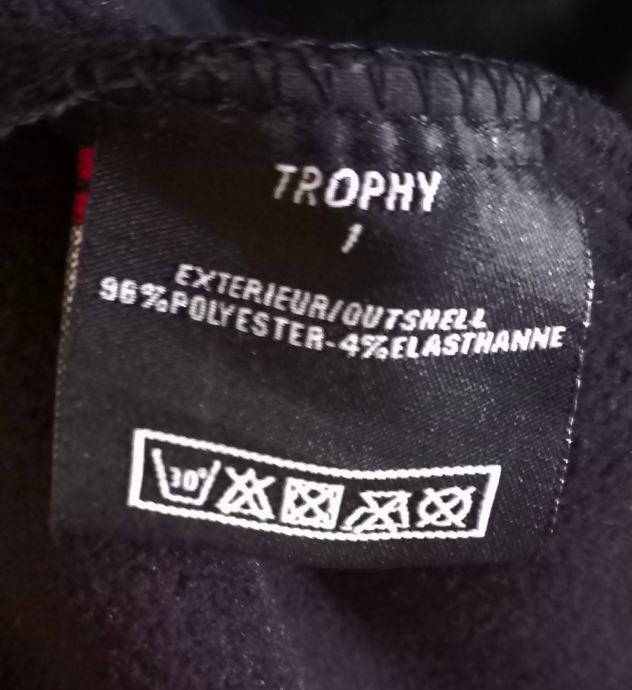 TROPHY
1
EXTERIEUR/OUTSHELL
96%POLYESTER-4%ELASTHANNE
30°